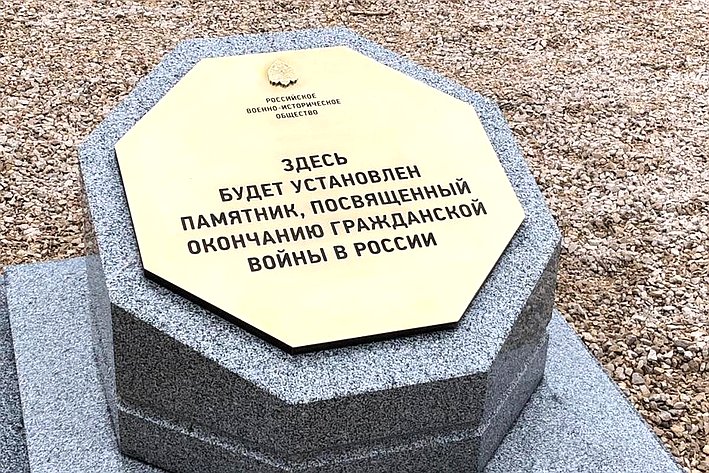 РОССИЙСКОЕ
ВОЕННО-ИСТОРИЧЕСКОЕ
ОБЩЕСТВО
ЗДЕСЬ
БУДЕТ УСТАНОВЛЕН
ПАМЯТНИК, ПОСВЯЩЕННЫЙ
ОКОНЧАНИЮ ГРАЖДАНСКОЙ
ВОЙНЫ В РОССИИ